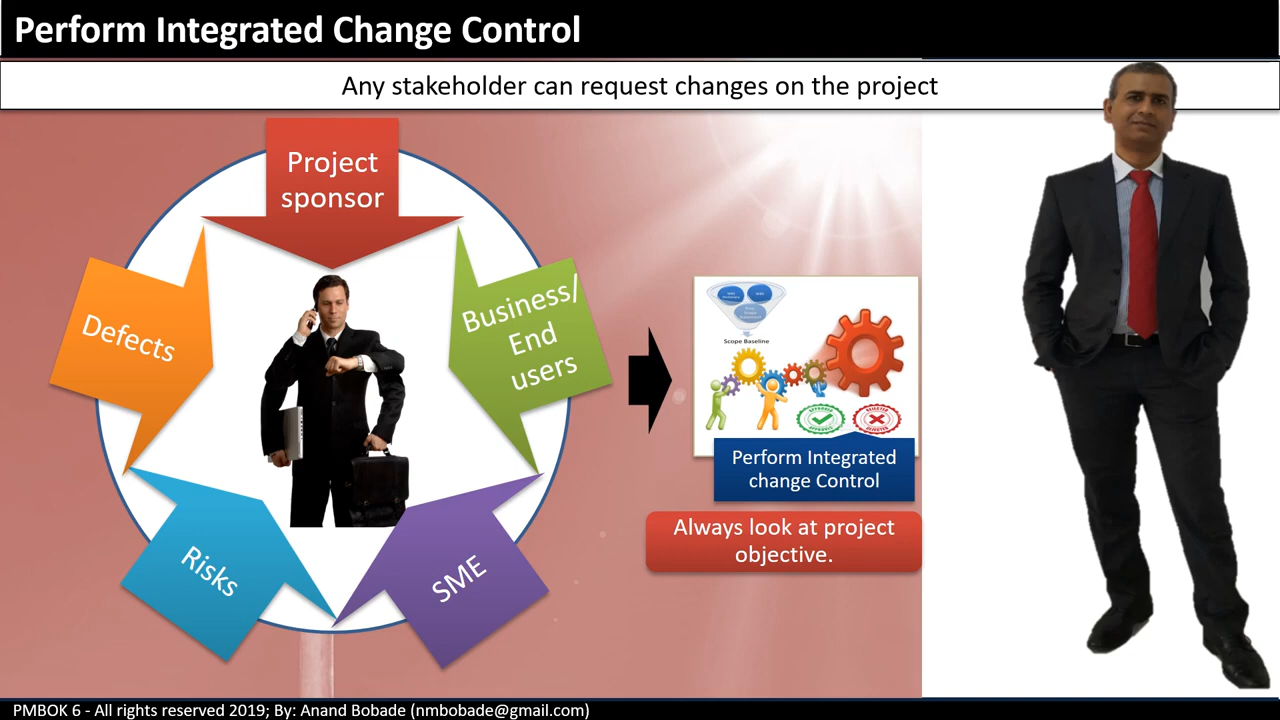 Perform Integrated Change Control
Any stakeholder can request changes on the project
Project
sponsor
Business/
End
users
SME
Risks
Defects
Scope Baseline
Perform Integrated
change Control
Always look at project
objective.
PMBOK 6 - All rights reserved 2019; By: Anand Bobade (nmbobade@gmail.com)